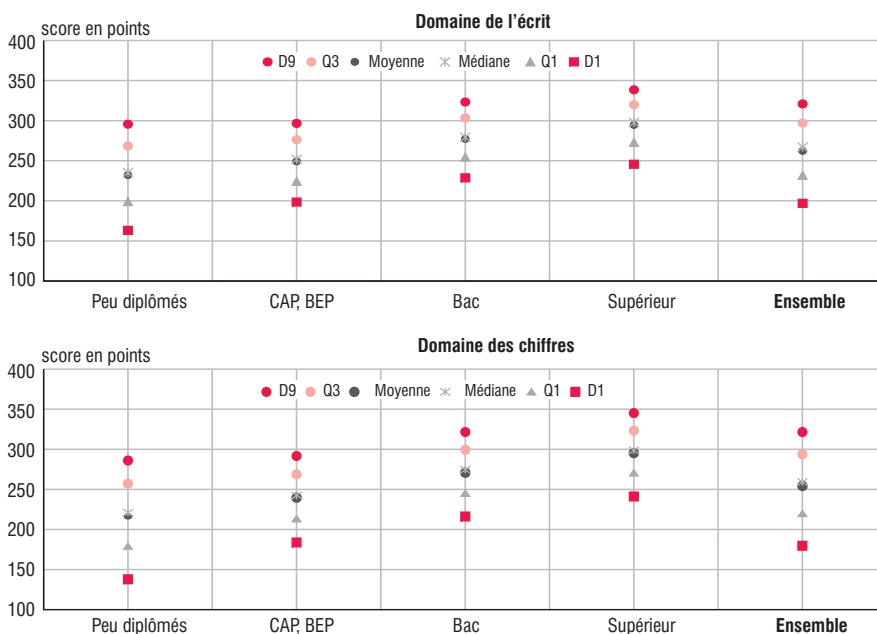 Domaine de l'écrit
score en points
400
D9 Q3 Moyenne Médiane Q1 D1
350
300
250
200
150
100
Peu diplômés CAP, BEP Bac Supérieur Ensemble
Domaine des chiffres
score en points
400
D9 Q3 Moyenne Médiane Q1 D1
350
300
250
200
150
100
Peu diplômés CAP, BEP Bac Supérieur Ensemble